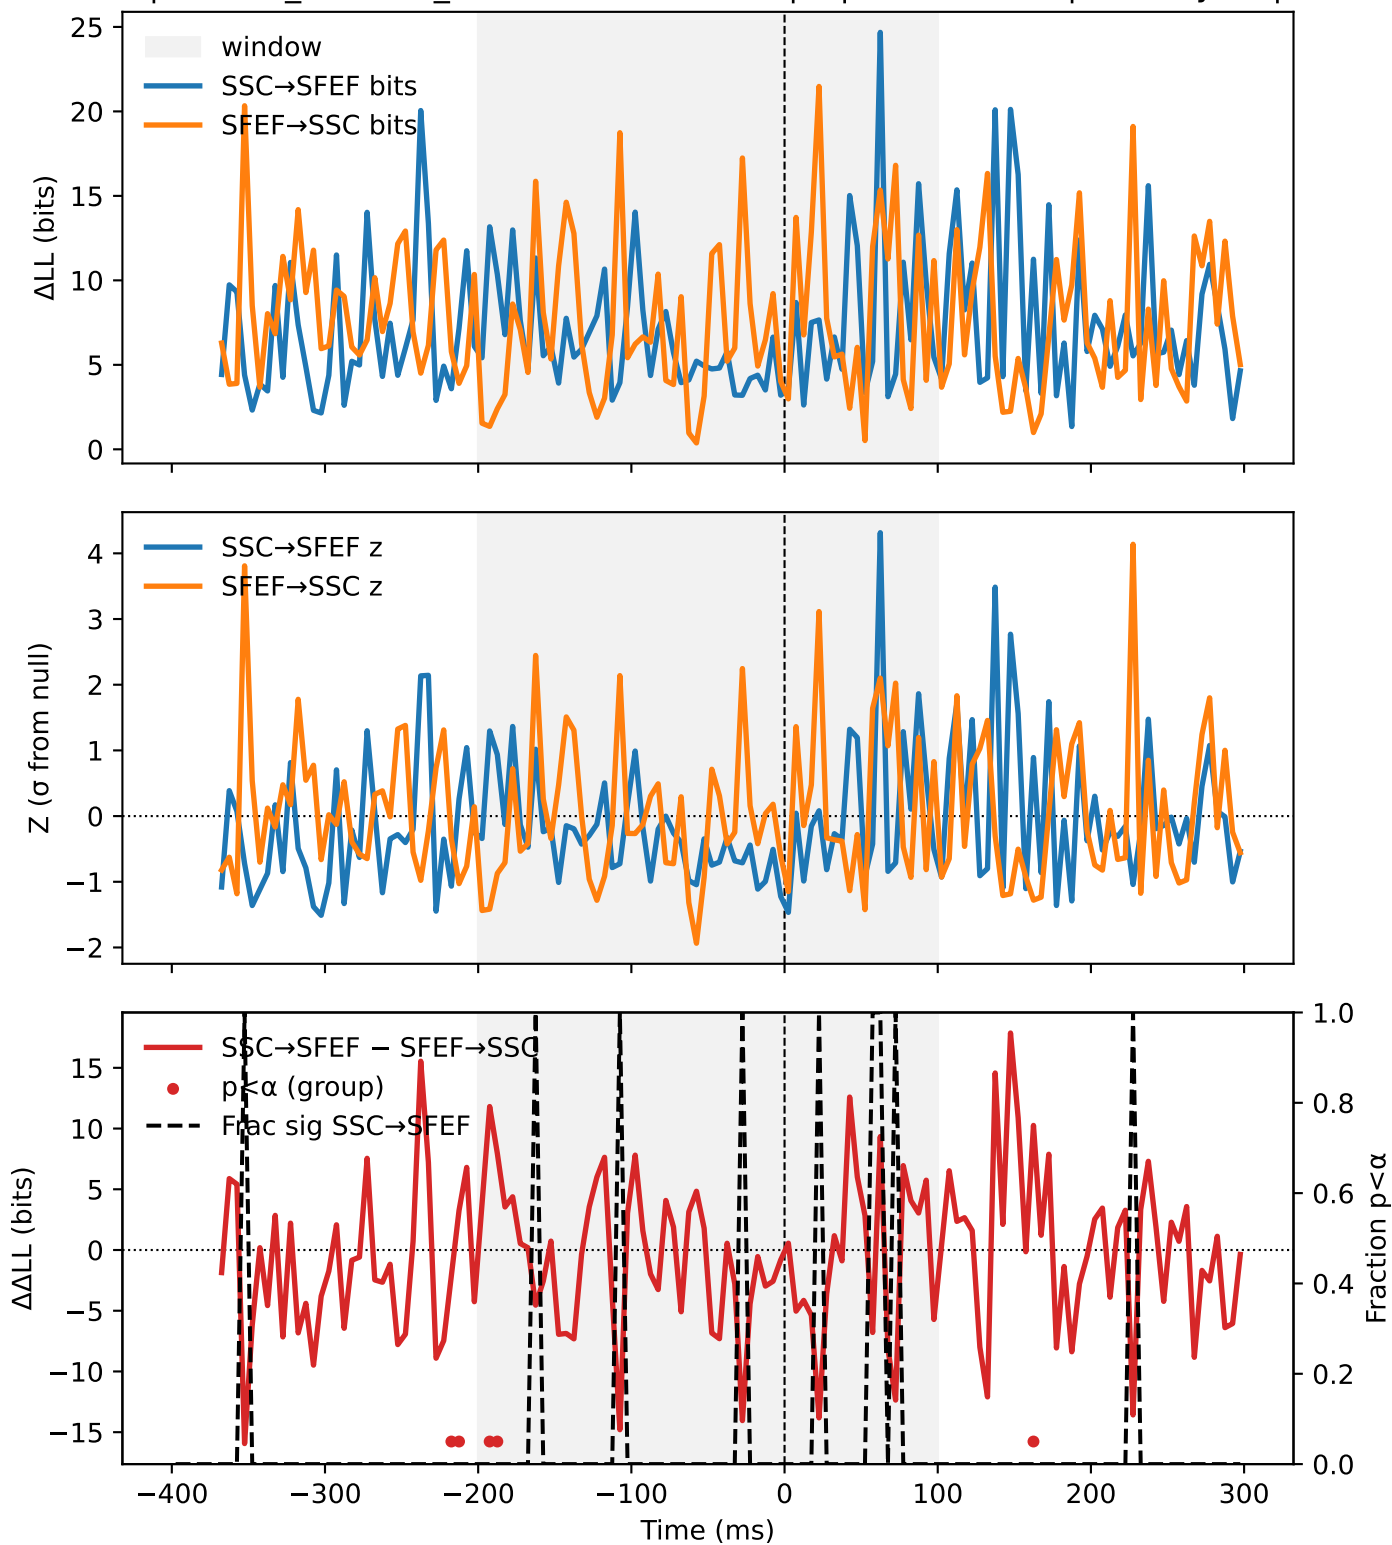 25
20
15
10
5
0
ΔLL (bits)
window
SSC→SFEF bits
SFEF→SSC bits
4
3
2
1
0
−1
−2
Z (σ from null)
SSC→SFEF z
SFEF→SSC z
15
10
5
0
−5
−10
−15
ΔΔLL (bits)
SSC→SFEF − SFEF→SSC
p<α (group)
Frac sig SSC→SFEF
1.0
0.8
0.6
0.4
0.2
0.0
Fraction p<α
−400 −300 −200 −100 0 100 200 300
Time (ms)